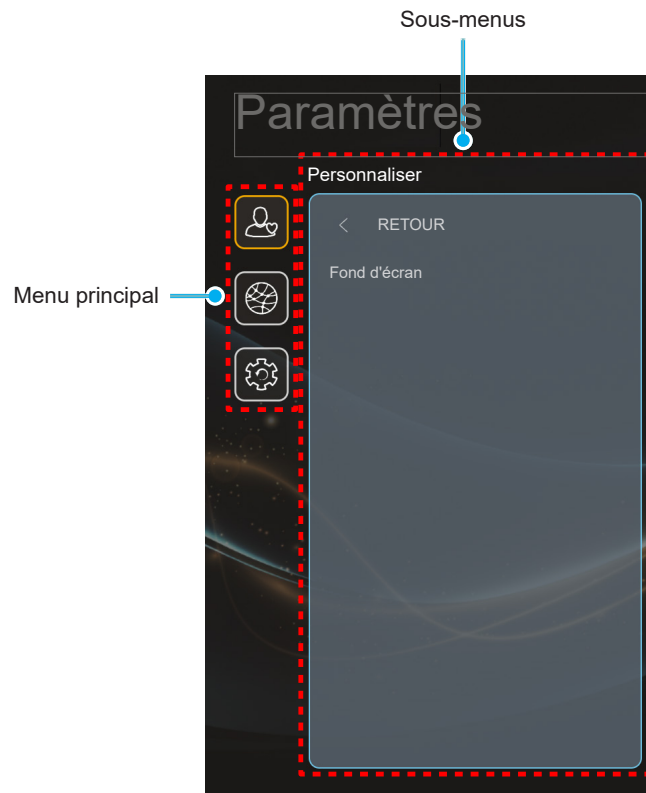 Sous-menus
Paramètres
Personnaliser
RETOUR
Fond d'écran
Menu principal